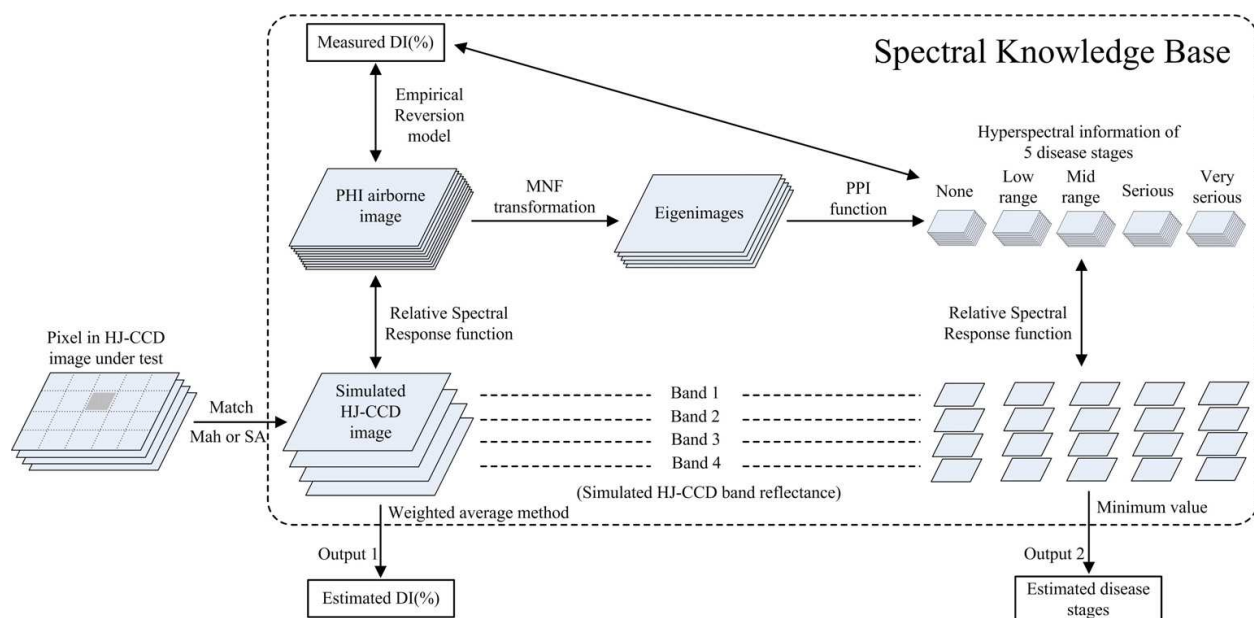 Measured DI(%)
Spectral Knowledge Base
Empirical
Reversion
model
Hyperspectral information of
5 disease stages
None
Low
range
Mid
range
Serious
Very
serious
PHI airborne
image
MNF
transformation
Eigenimages
PPI
function
Relative Spectral
Response function
Relative Spectral
Response function
Pixel in HJ-CCD
image under test
Match
Mah or SA
Simulated
HJ-CCD
image
Band 1
Band 2
Band 3
Band 4
(Simulated HJ-CCD band reflectance)
Weighted average method
Minimum value
Output 1
Output 2
Estimated DI(%)
Estimated disease
stages